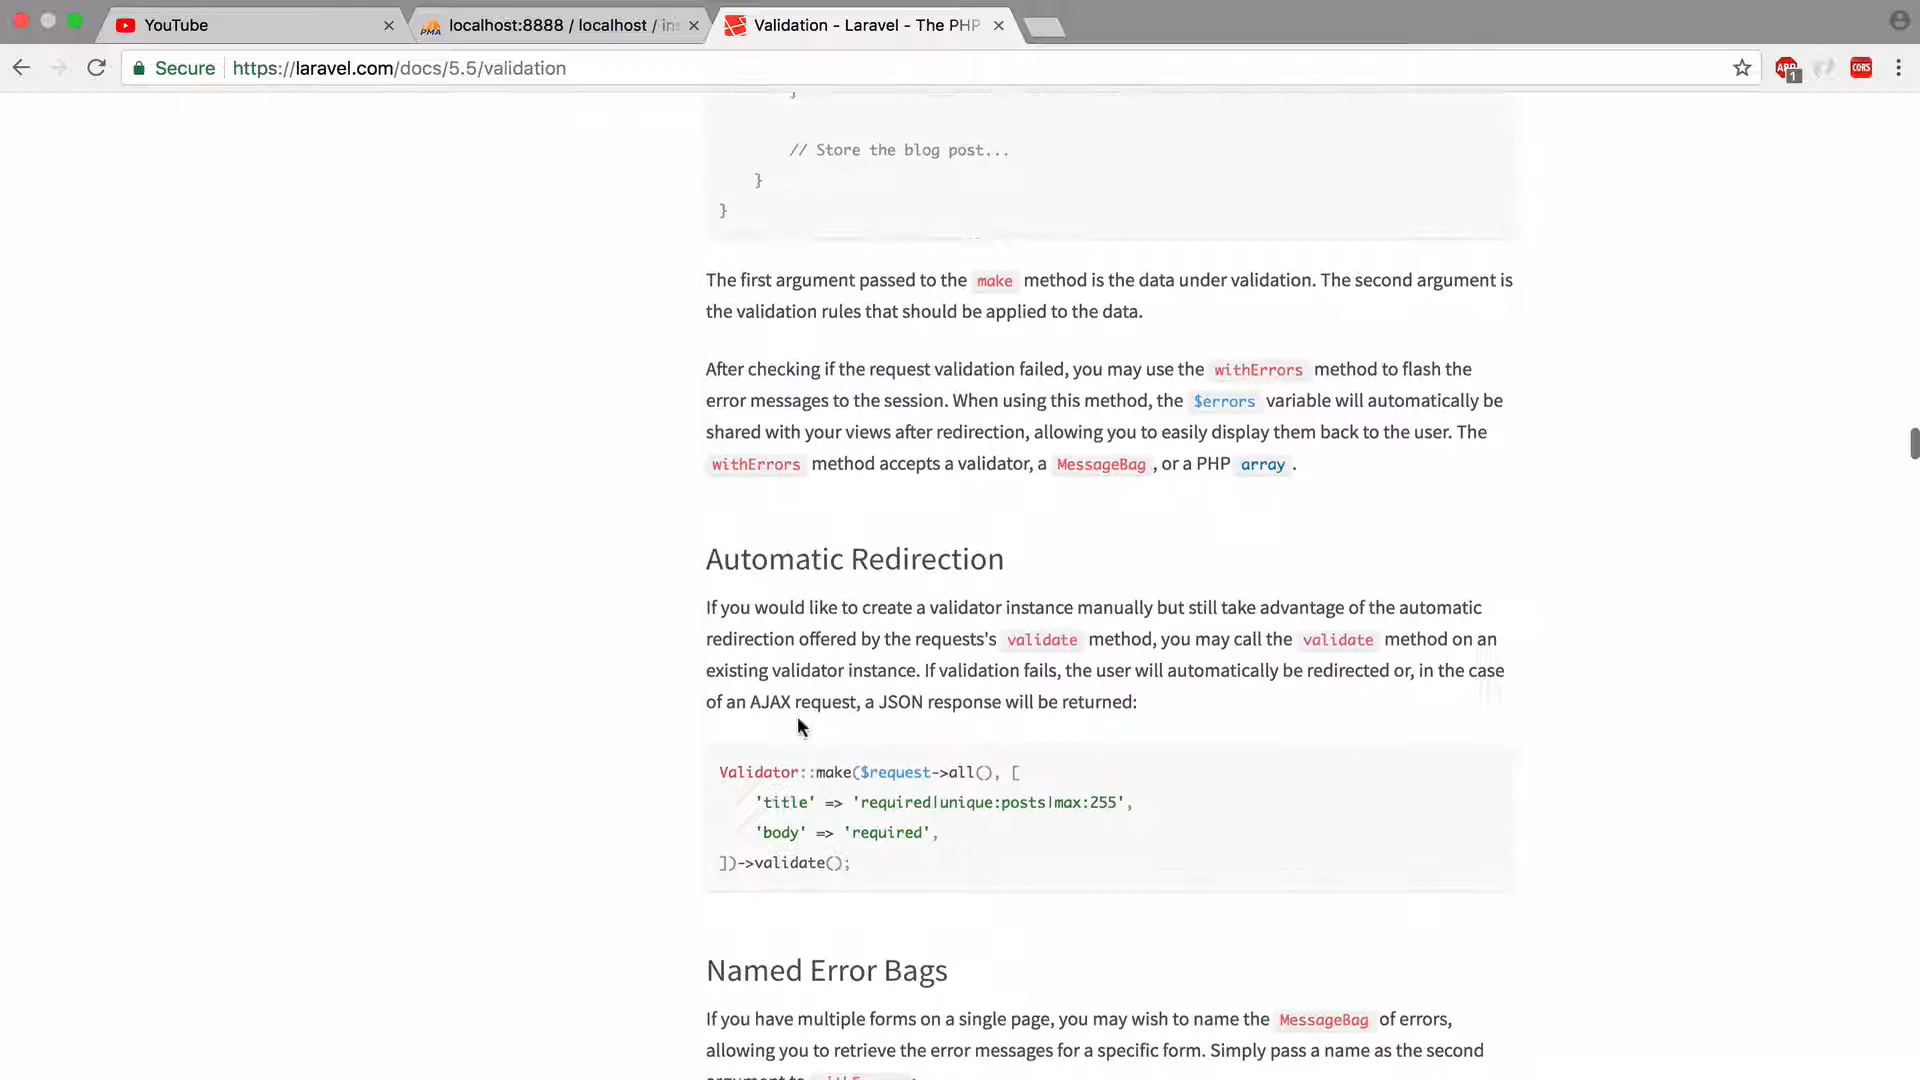 YouTube
localhost:8888 / localhost / in
Validation - Laravel - The PHP
Secure https://laravel.com/docs/5.5/validation
ABP 1
CORS
PMA
}
// Store the blog post...
}
}
The first argument passed to the make method is the data under validation. The second argument is
the validation rules that should be applied to the data.
After checking if the request validation failed, you may use the withErrors method to flash the
error messages to the session. When using this method, the $errors variable will automatically be
shared with your views after redirection, allowing you to easily display them back to the user. The
withErrors method accepts a validator, a MessageBag , or a PHP array .
Automatic Redirection
If you would like to create a validator instance manually but still take advantage of the automatic
redirection offered by the requests's validate method, you may call the validate method on an
existing validator instance. If validation fails, the user will automatically be redirected or, in the case
of an AJAX request, a JSON response will be returned:
Validator::make($request->all(), [
'title' => 'required|unique:posts|max:255',
'body' => 'required',
])->validate();
Named Error Bags
If you have multiple forms on a single page, you may wish to name the MessageBag of errors,
allowing you to retrieve the error messages for a specific form. Simply pass a name as the second
argument to